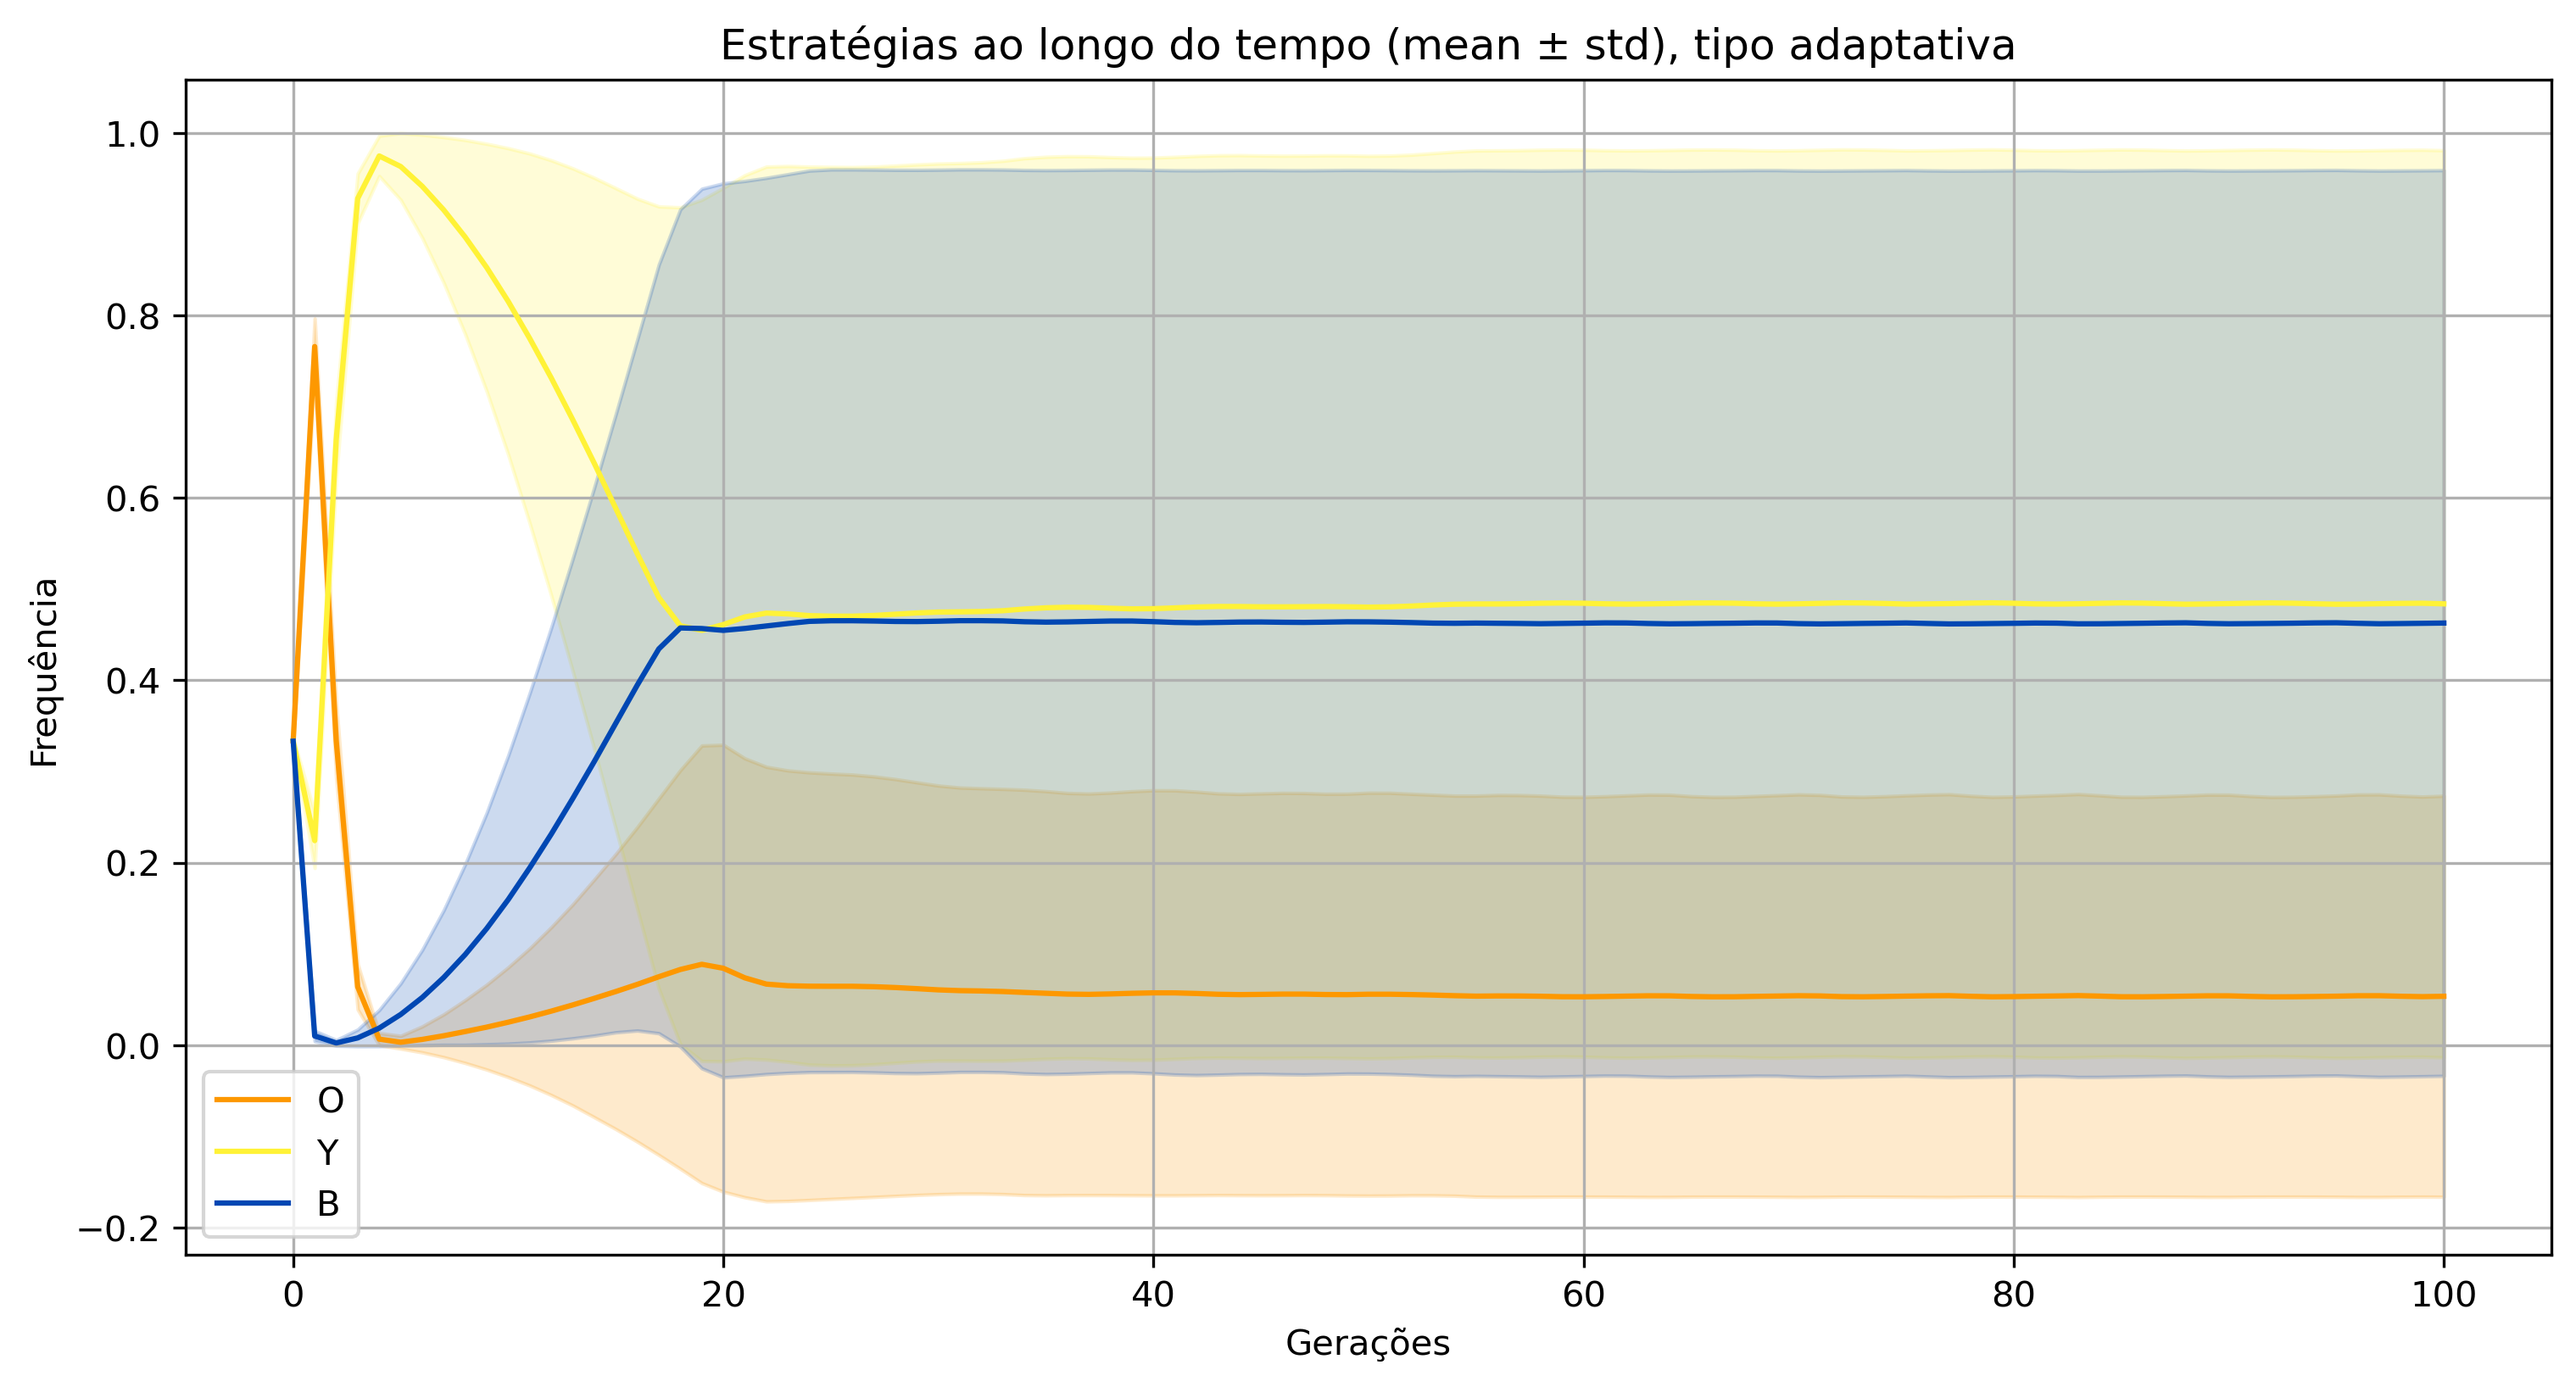 Estratégias ao longo do tempo (mean ± std), tipo adaptativa
Frequência
1.0
0.8
0.6
0.4
0.2
0.0
−0.2
O
Y
B
0 20 40 60 80 100
Gerações